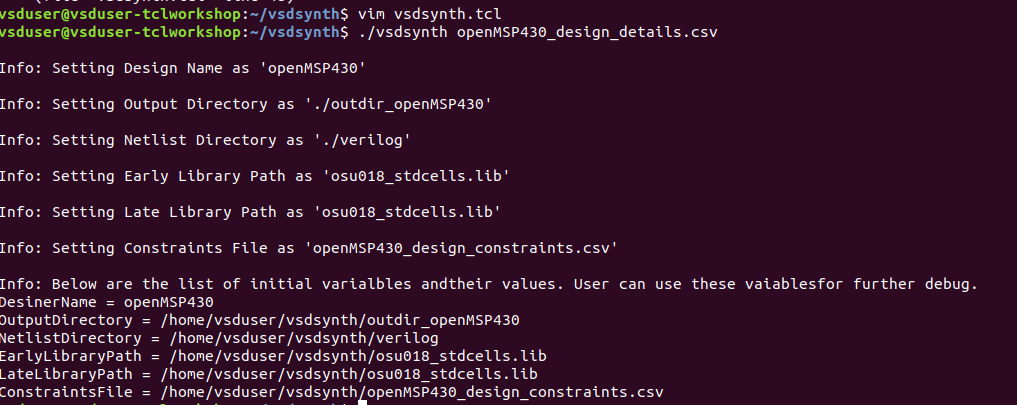 vsduser@vsduser-tclworkshop:~/vsdsynth$ vim vsdsynth.tcl
vsduser@vsduser-tclworkshop:~/vsdsynth$ ./vsdsynth openMSP430_design_details.csv
Info: Setting Design Name as 'openMSP430'
Info: Setting Output Directory as './outdir_openMSP430'
Info: Setting Netlist Directory as './verilog'
Info: Setting Early Library Path as 'osu018_stdcells.lib'
Info: Setting Late Library Path as 'osu018_stdcells.lib'
Info: Setting Constraints File as 'openMSP430_design_constraints.csv'
Info: Below are the list of initial varialbles andtheir values. User can use these vaiablesfor further debug.
DesinerName = openMSP430
OutputDirectory = /home/vsduser/vsdsynth/outdir_openMSP430
NetlistDirectory = /home/vsduser/vsdsynth/verilog
EarlyLibraryPath = /home/vsduser/vsdsynth/osu018_stdcells.lib
LateLibraryPath = /home/vsduser/vsdsynth/osu018_stdcells.lib
ConstraintsFile = /home/vsduser/vsdsynth/openMSP430_design_constraints.csv